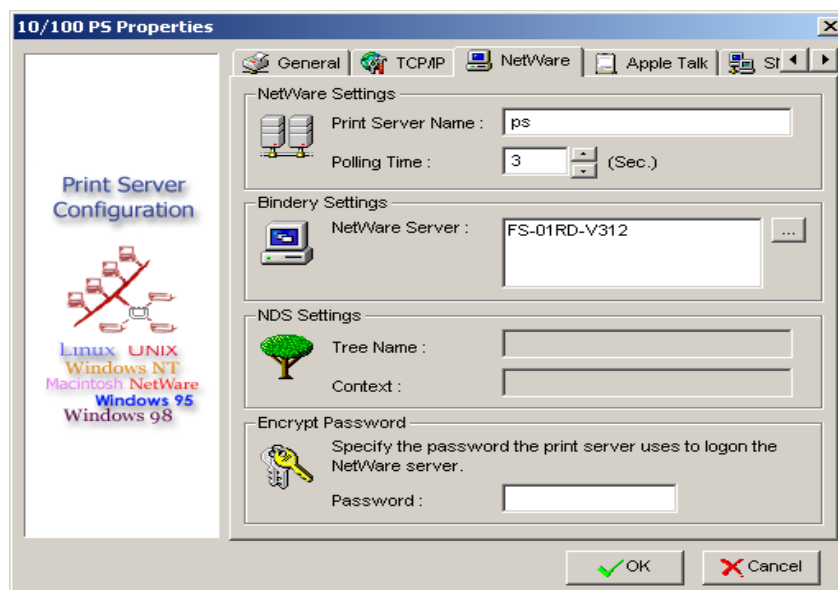 10/100 PS Properties
General
TCP/IP
NetWare
Apple Talk
Print Server
Configuration
Linux UNIX
Windows NT
Macintosh NetWare
Windows 95
Windows 98
NetWare Settings
Print Server Name :
ps
Polling Time :
3
(Sec.)
Bindery Settings
NetWare Server :
FS-01RD-V312
...
NDS Settings
Tree Name :
Context :
Encrypt Password
Specify the password the print server uses to logon the
NetWare server.
Password :
OK
Cancel